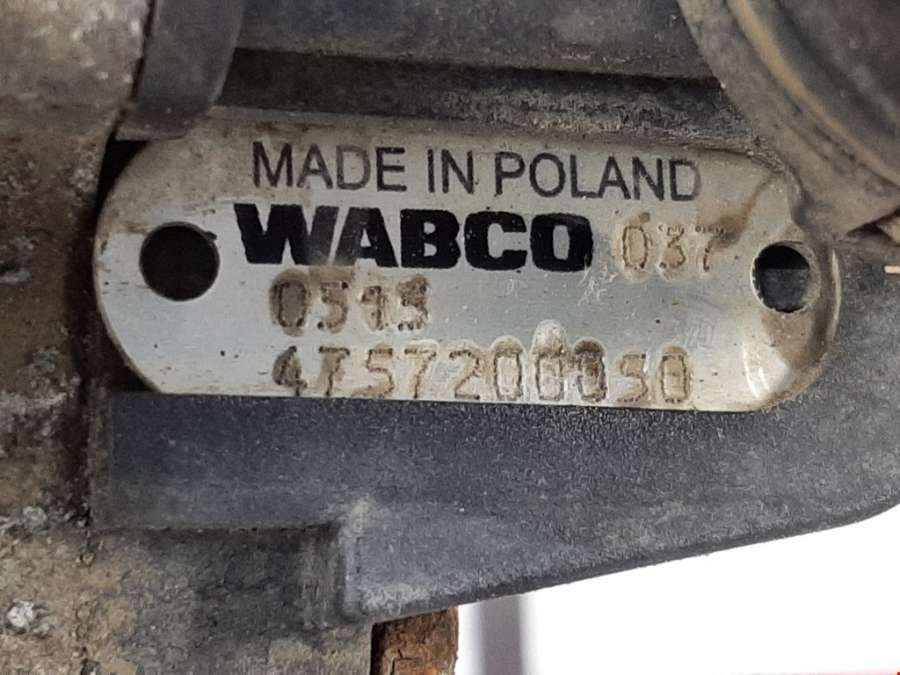 MADE IN POLAND
WABCO 037
0515
4757200050